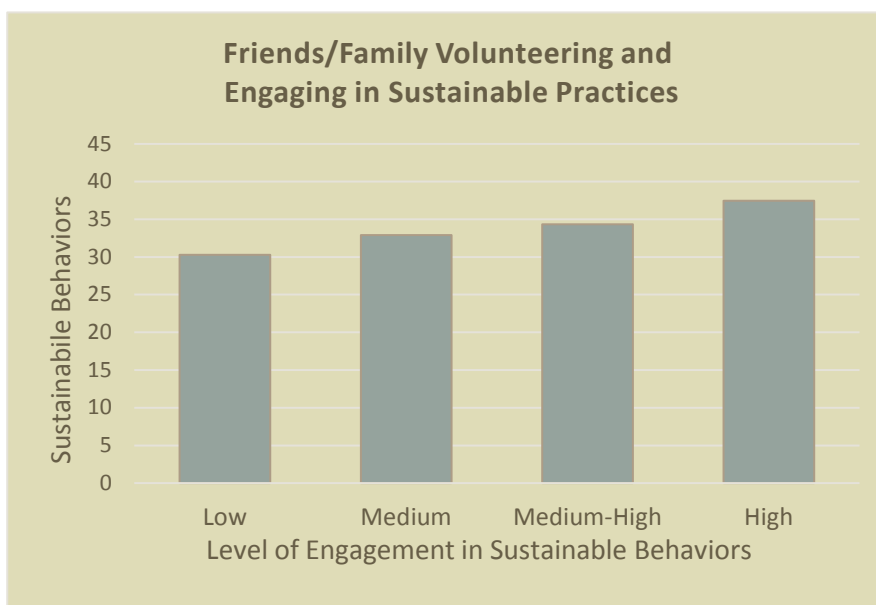 Friends/Family Volunteering and
Engaging in Sustainable Practices
45
40
35
30
25
20
15
10
5
0
Sustainabile Behaviors
Low Medium Medium-High High
Level of Engagement in Sustainable Behaviors